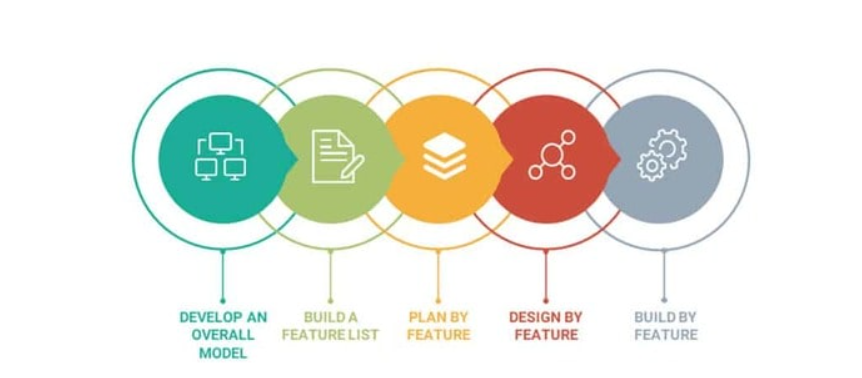 DEVELOP AN
OVERALL
MODEL
BUILD A
FEATURE LIST
PLAN BY
FEATURE
DESIGN BY
FEATURE
BUILD BY
FEATURE